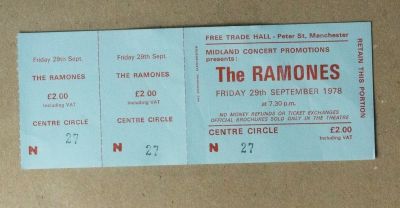 Friday 29th Sept.
THE RAMONES
£2.00
Including VAT
CENTRE CIRCLE
N 27
Friday 29th Sept.
THE RAMONES
£2.00
Including VAT
CENTRE CIRCLE
N 27
FREE TRADE HALL - Peter St, Manchester
MIDLAND CONCERT PROMOTIONS
presents:
The RAMONES
FRIDAY 29th SEPTEMBER 1978
at 7.30 p.m.
NO MONEY REFUNDS OR TICKET EXCHANGES
OFFICIAL BROCHURES SOLD ONLY IN THE THEATRE
CENTRE CIRCLE £2.00
Including VAT
N 27
RETAIN THIS PORTION